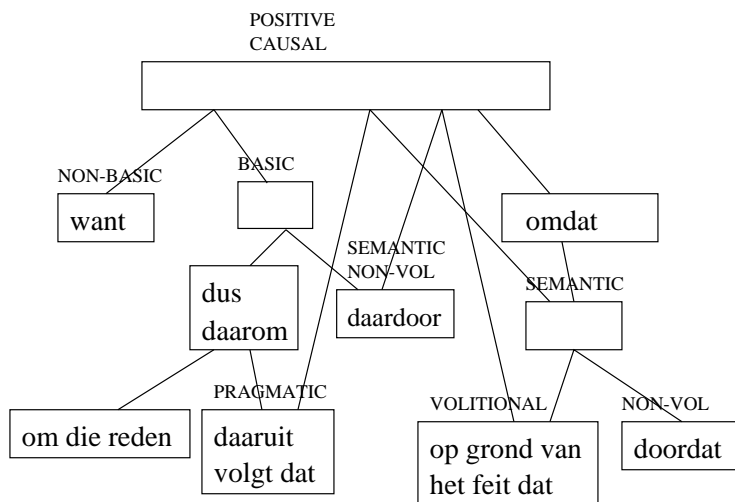 POSITIVE
CAUSAL
NON-BASIC
BASIC
want
omdat
SEMANTIC
NON-VOL
SEMANTIC
dus
daarom
daardoor
PRAGMATIC
VOLITIONAL
NON-VOL
om die reden
daaruit
volgt dat
op grond van
het feit dat
doordat